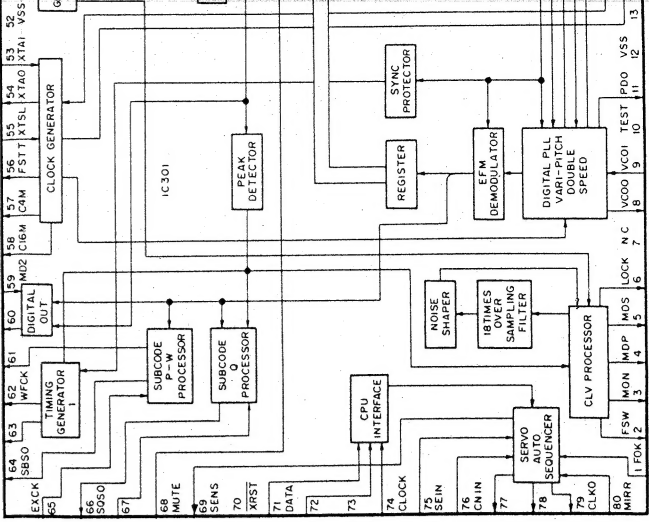 52 VSS
53 XTAI
54 XTAO
55 XTSL
56 FSTT
57 C4M
58 C16M
59 MD2
60
61
62 WFCK
63
64 SBSO
EXCK
65
66 SQSO
67
68 MUTE
69 SENS
70 XRST
71 DATA
72
73
74 CLOCK
75 SEIN
76 CNIN
77
78
79 CLKO
80 MIRR
1 FOK
2 FSW
3 MON
4 MDP
5 MOS
6 LOCK
7 NC
8 VCOO
9 VCOI
10 TEST
11 PDO
12 VSS
13
CLOCK GENERATOR
IC301
PEAK
DETECTOR
SYNC
PROTECTOR
REGISTER
EFM
DEMODULATOR
DIGITAL PLL
VARI-PITCH
DOUBLE
SPEED
DIGITAL
OUT
TIMING
GENERATOR
1
SUBCODE
P-W
PROCESSOR
SUBCODE
Q
PROCESSOR
NOISE
SHAPER
18TIMES
OVER
SAMPLING
FILTER
CLV PROCESSOR
CPU
INTERFACE
SERVO
AUTO
SEQUENCER